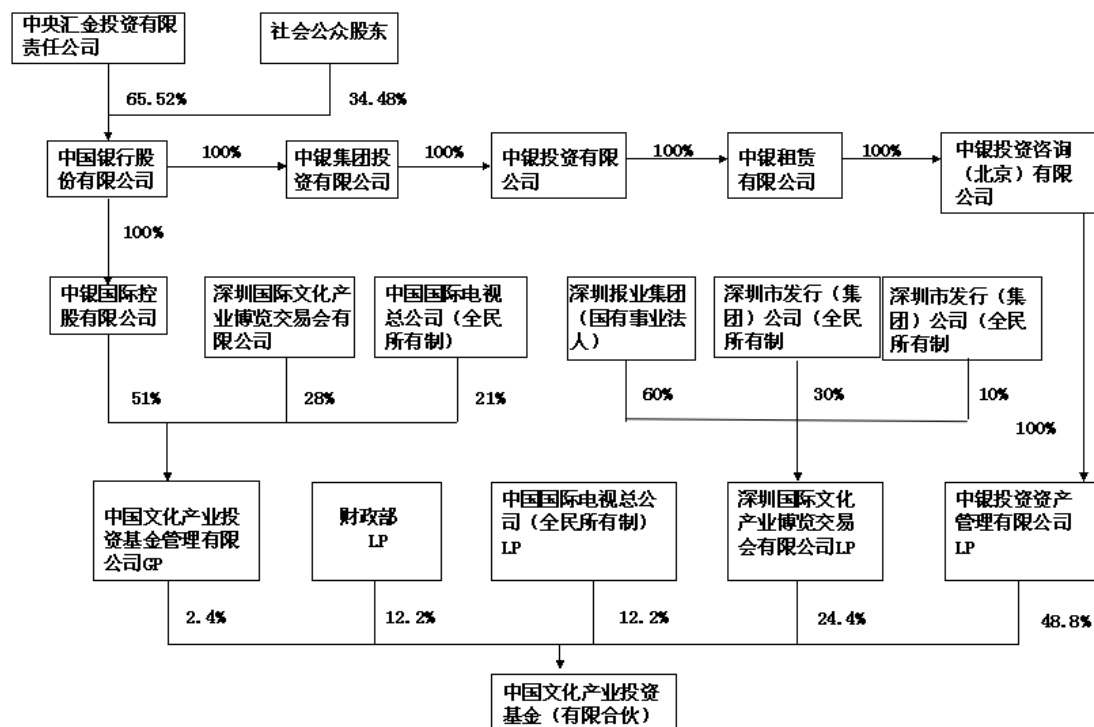 中央汇金投资有限
责任公司
社会公众股东
65.52%
34.48%
中国银行股
份有限公司
100%
中银集团投
资有限公司
100%
中银投资有限
公司
100%
中银租赁
有限公司
100%
中银投资咨询
（北京）有限
公司
100%
中银国际控
股有限公司
深圳国际文化产
业博览交易会有
限公司
中国国际电视
总公司（全民
所有制）
深圳报业集团
（国有事业法
人）
深圳市发行（集
团）公司（全民
所有制
深圳市发行（集
团）公司（全民
所有制
51%
28%
21%
60%
30%
10%
100%
中国文化产业投
资基金管理有限
公司GP
财政部
LP
中国国际电视总公
司（全民所有制）
LP
深圳国际文化
产业博览交易
会有限公司LP
中银投资资产
管理有限公司
LP
2.4%
12.2%
12.2%
24.4%
48.8%
中国文化产业投资
基金（有限合伙）